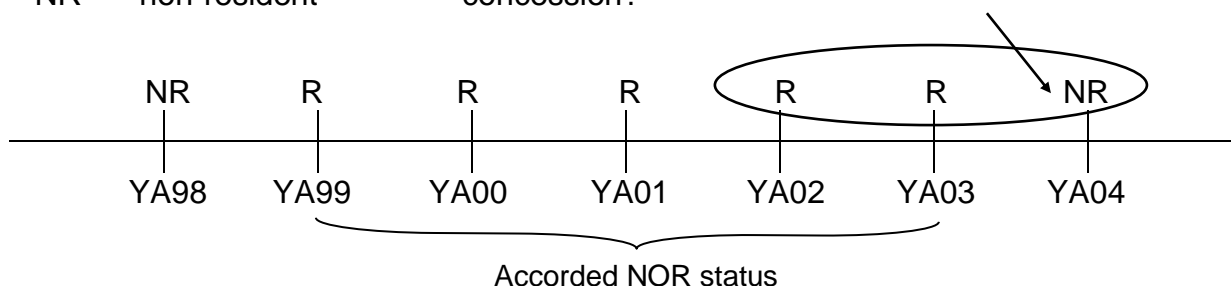 NR non-resident concession?
NR R R R R R NR
YA98 YA99 YA00 YA01 YA02 YA03 YA04
Accorded NOR status